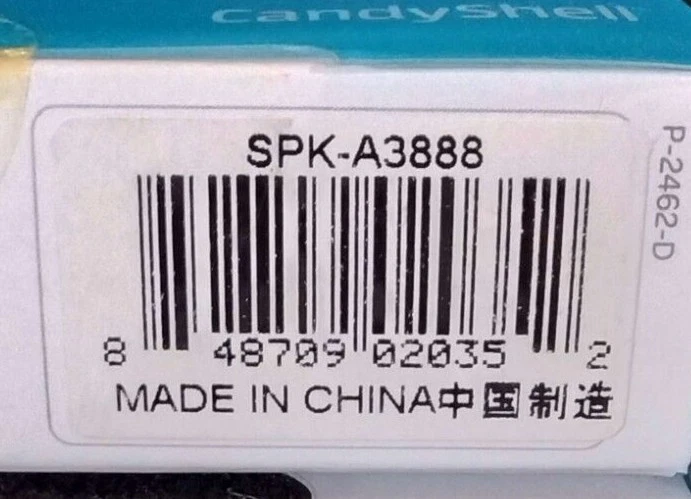 CandyShell
SPK-A3888
P-2462-D
8 48709 02035 2
MADE IN CHINA中国制造